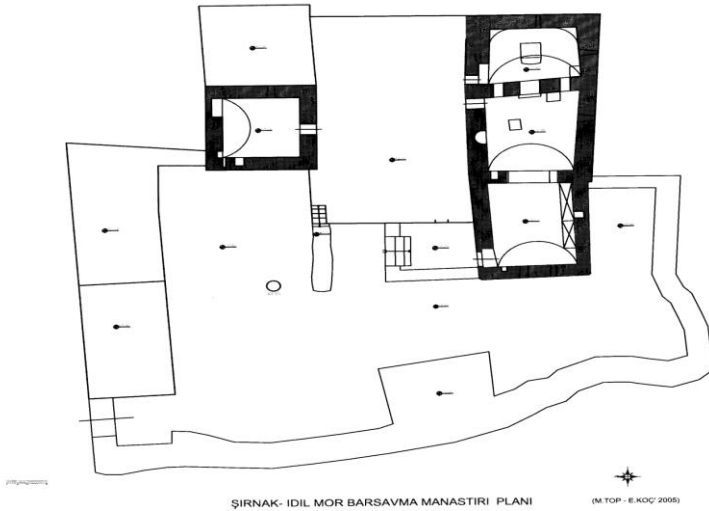 ŞIRNAK- IDIL MOR BARSAVMA MANASTIRI PLANI
(M.TOP - E.KOÇ' 2005)